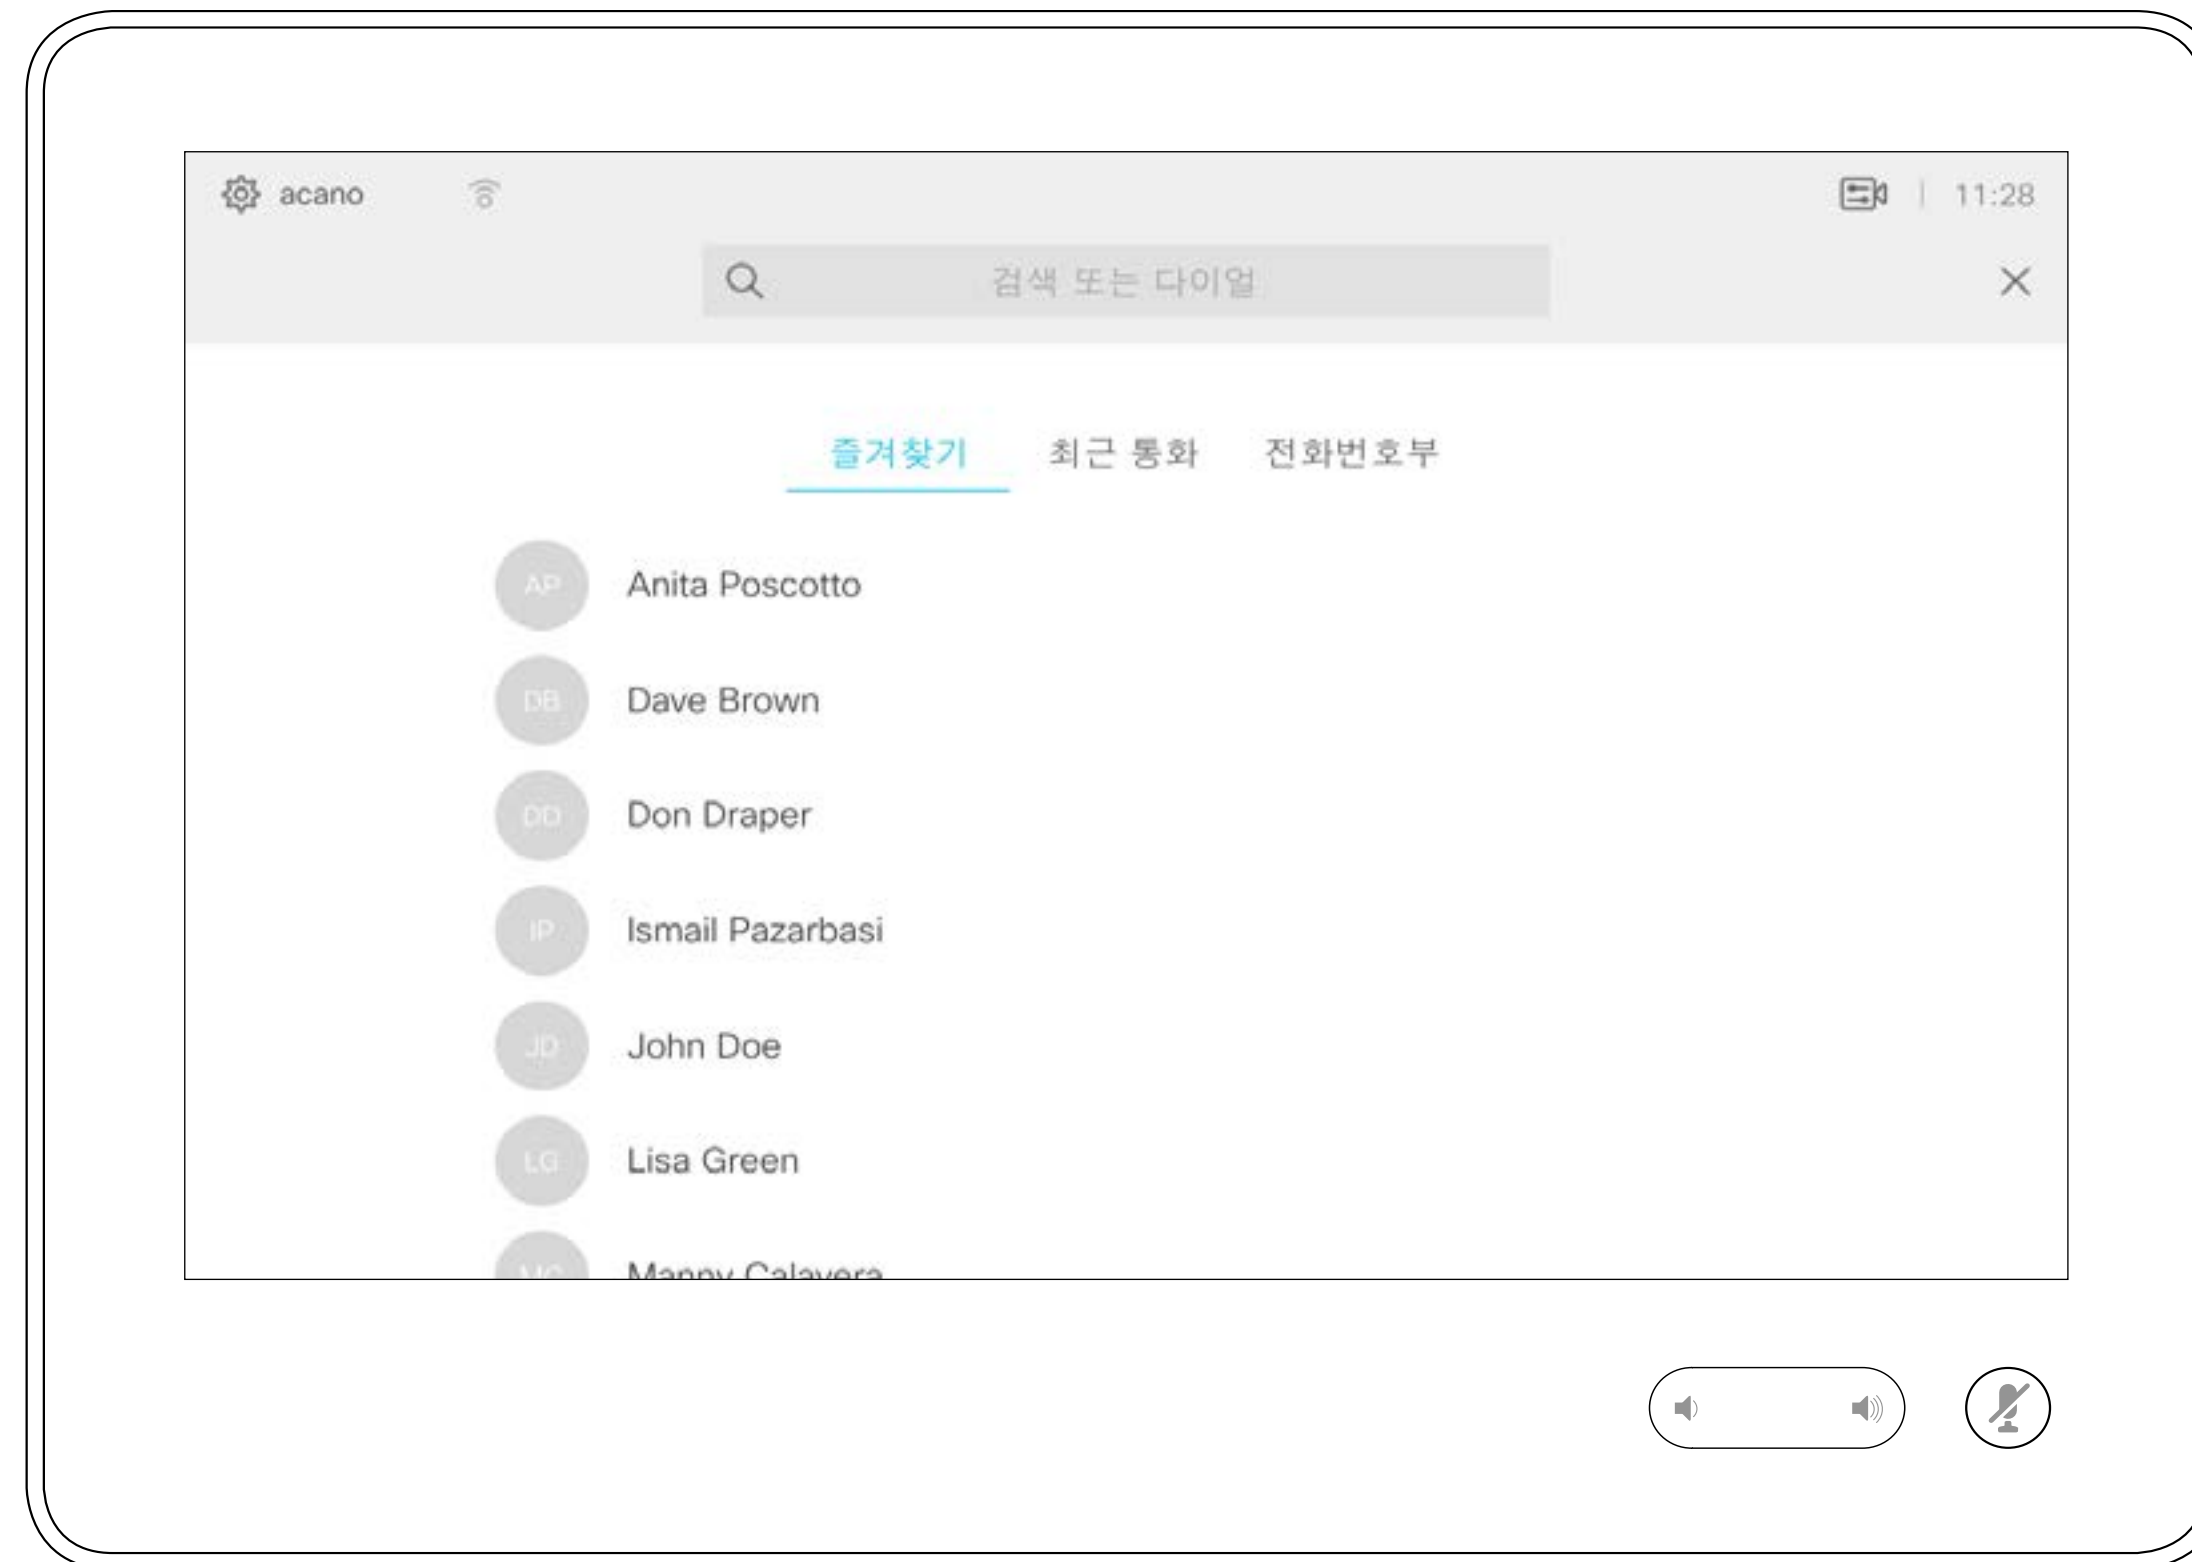 acano 11:28
검색 또는 다이얼
즐겨찾기 최근 통화 전화번호부
AP Anita Poscotto
DB Dave Brown
DD Don Draper
IP Ismail Pazarbasi
JD John Doe
LG Lisa Green
MC Manny Calavera